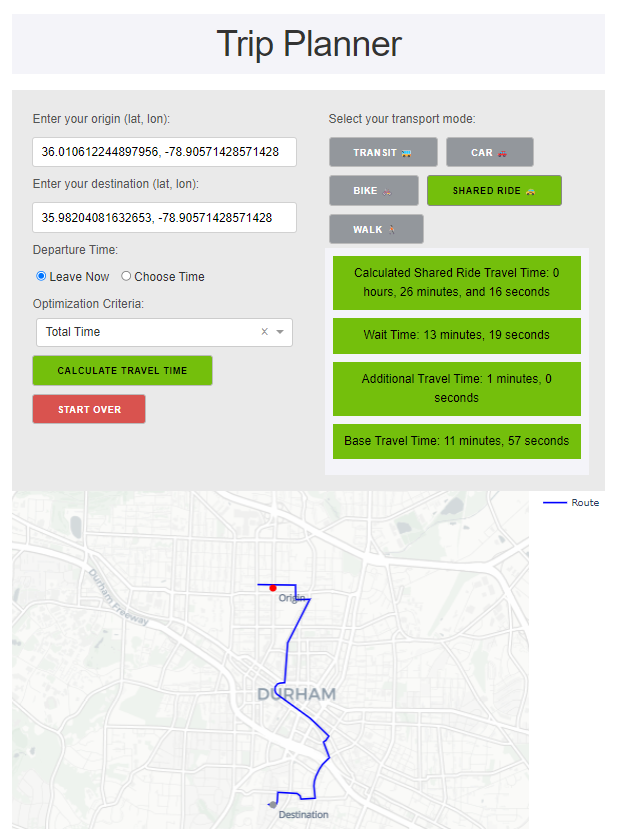 Trip Planner
Enter your origin (lat, lon):
36.010612244897956, -78.90571428571428
Enter your destination (lat, lon):
35.98204081632653, -78.90571428571428
Departure Time:
Leave Now
Choose Time
Optimization Criteria:
Total Time
CALCULATE TRAVEL TIME
START OVER
Select your transport mode:
TRANSIT
CAR
BIKE
SHARED RIDE
WALK
Calculated Shared Ride Travel Time: 0
hours, 26 minutes, and 16 seconds
Wait Time: 13 minutes, 19 seconds
Additional Travel Time: 1 minutes, 0
seconds
Base Travel Time: 11 minutes, 57 seconds
Route
Durham Freeway
Origin
DURHAM
Destination